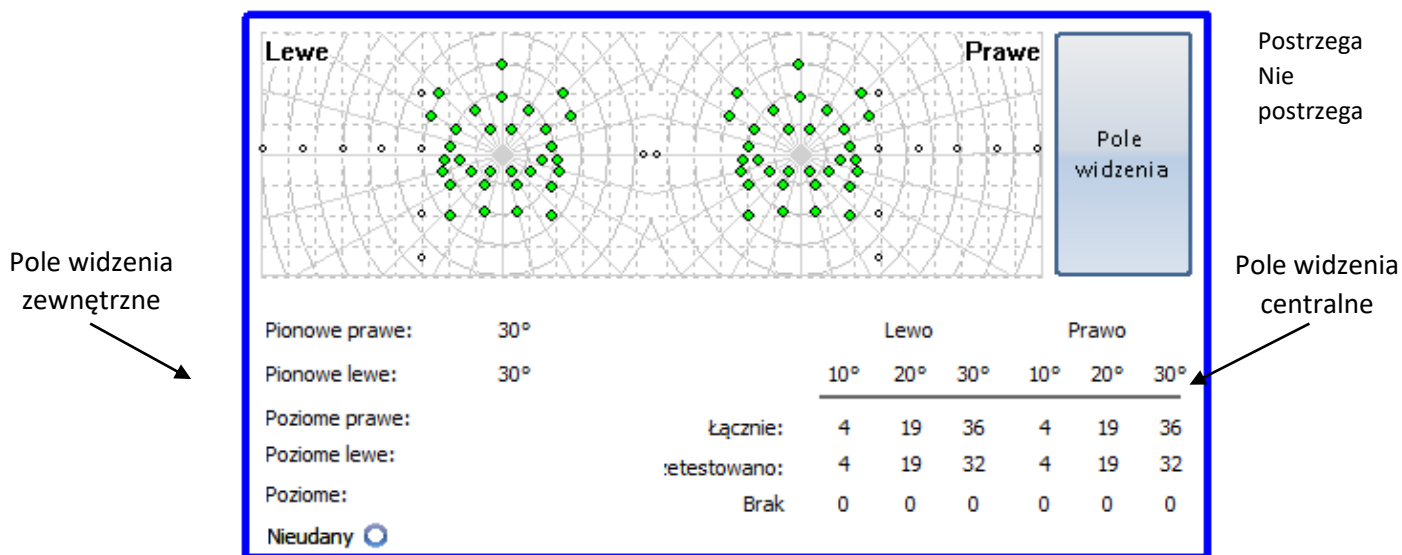 Lewe
Prawe
Pole
widzenia
Postrzega
Nie
postrzega
Pole widzenia
zewnętrzne
Pole widzenia
centralne
Pionowe prawe: 30°
Pionowe lewe: 30°
Poziome prawe:
Poziome lewe:
Poziome:
Nieudany
Lewo Prawo
10° 20° 30° 10° 20° 30°
Łącznie: 4 19 36 4 19 36
zetestowano: 4 19 32 4 19 32
Brak 0 0 0 0 0 0